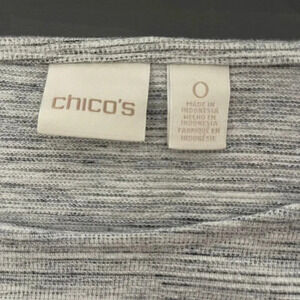 chico's
0
MADE IN
INDONESIA
HECHO EN
INDONESIA
FABRIQUÉ EN
INDONÉSIE